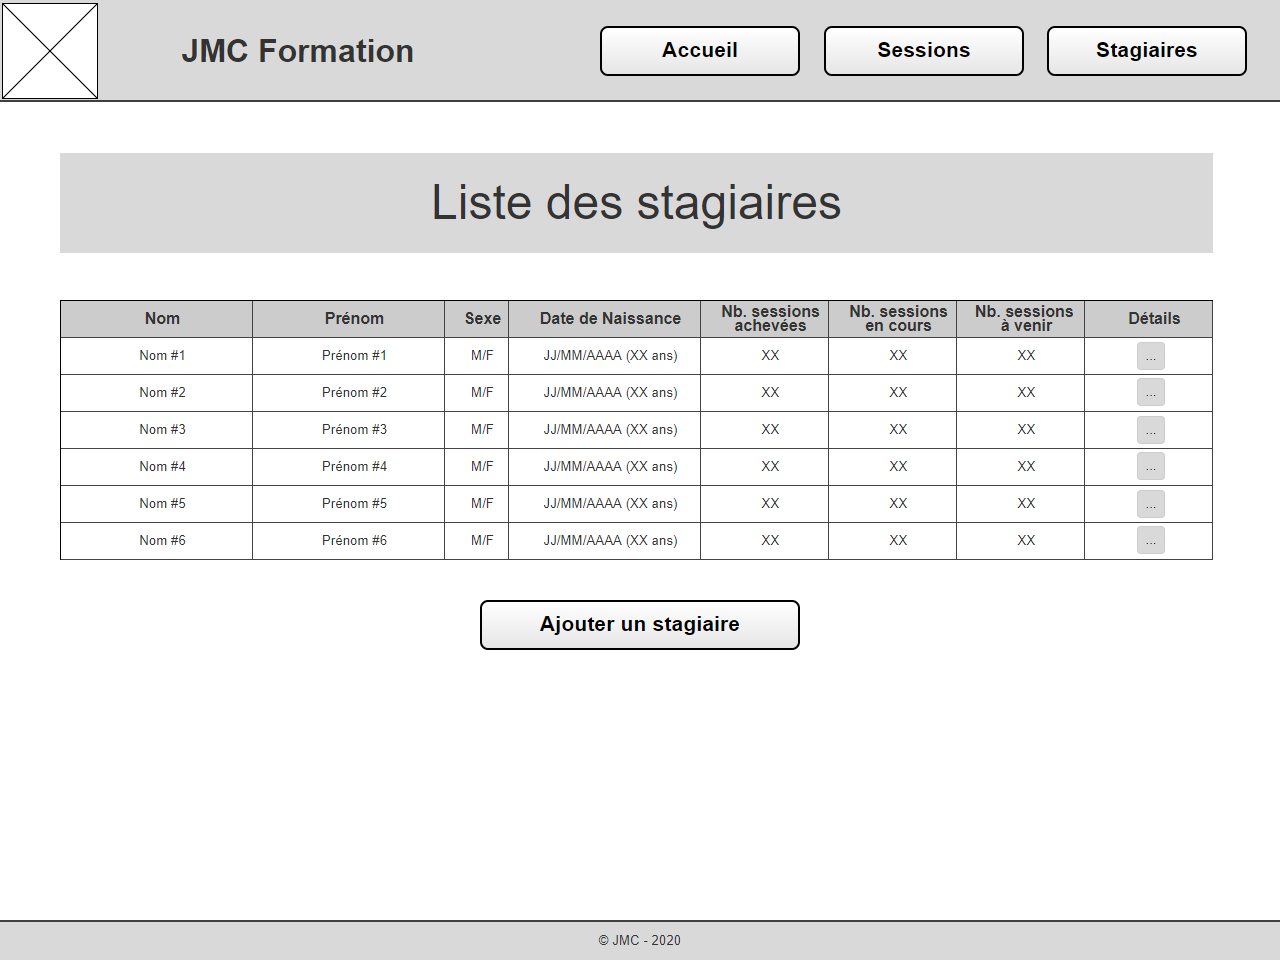 JMC Formation Accueil Sessions Stagiaires
Liste des stagiaires
Nom Prénom Sexe Date de Naissance Nb. sessions achevées Nb. sessions en cours Nb. sessions à venir Détails
Nom #1 Prénom #1 M/F JJ/MM/AAAA (XX ans) XX XX XX ...
Nom #2 Prénom #2 M/F JJ/MM/AAAA (XX ans) XX XX XX ...
Nom #3 Prénom #3 M/F JJ/MM/AAAA (XX ans) XX XX XX ...
Nom #4 Prénom #4 M/F JJ/MM/AAAA (XX ans) XX XX XX ...
Nom #5 Prénom #5 M/F JJ/MM/AAAA (XX ans) XX XX XX ...
Nom #6 Prénom #6 M/F JJ/MM/AAAA (XX ans) XX XX XX ...
Ajouter un stagiaire
© JMC - 2020